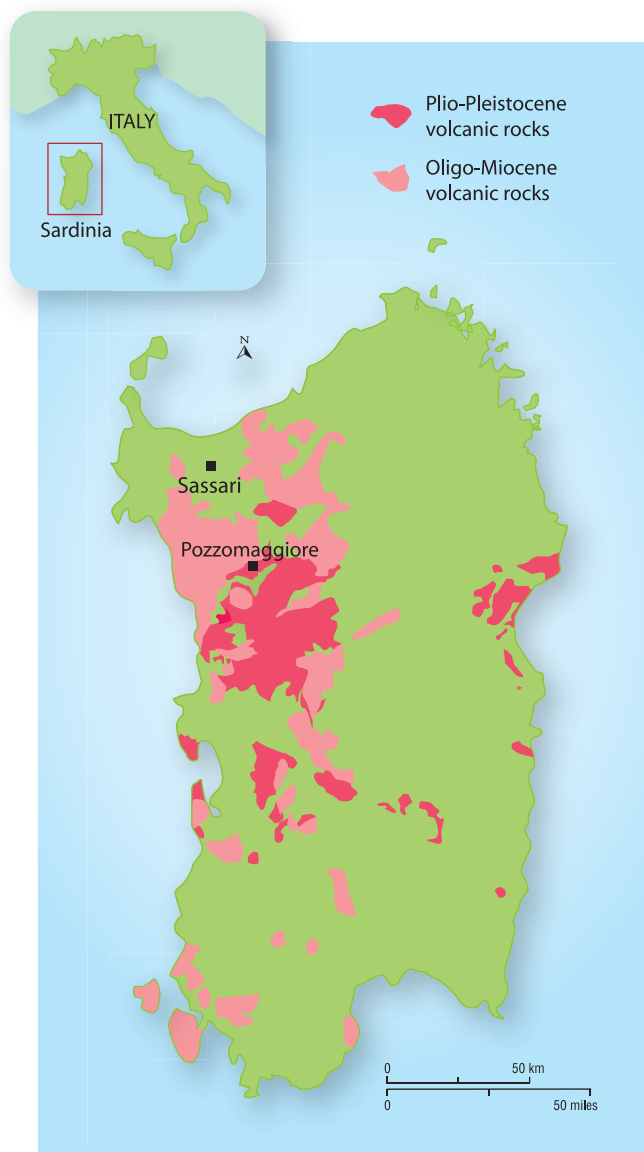 ITALY
Sardinia
Plio-Pleistocene
volcanic rocks
Oligo-Miocene
volcanic rocks
N
Sassari
Pozzomaggiore
0 50 km
0 50 miles